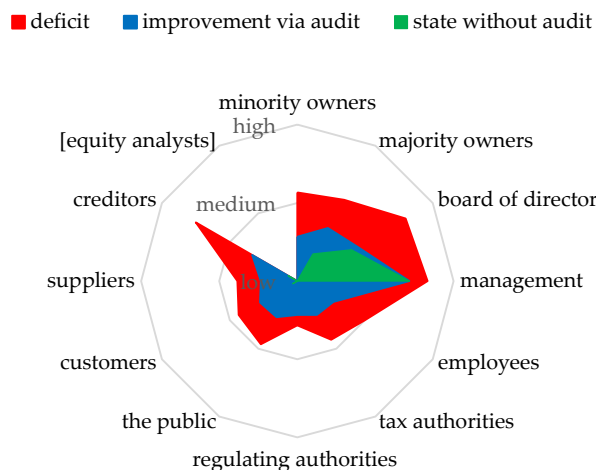 deficit improvement via audit state without audit
minority owners
high
[equity analysts] majority owners
creditors medium board of director
suppliers low management
customers employees
the public tax authorities
regulating authorities